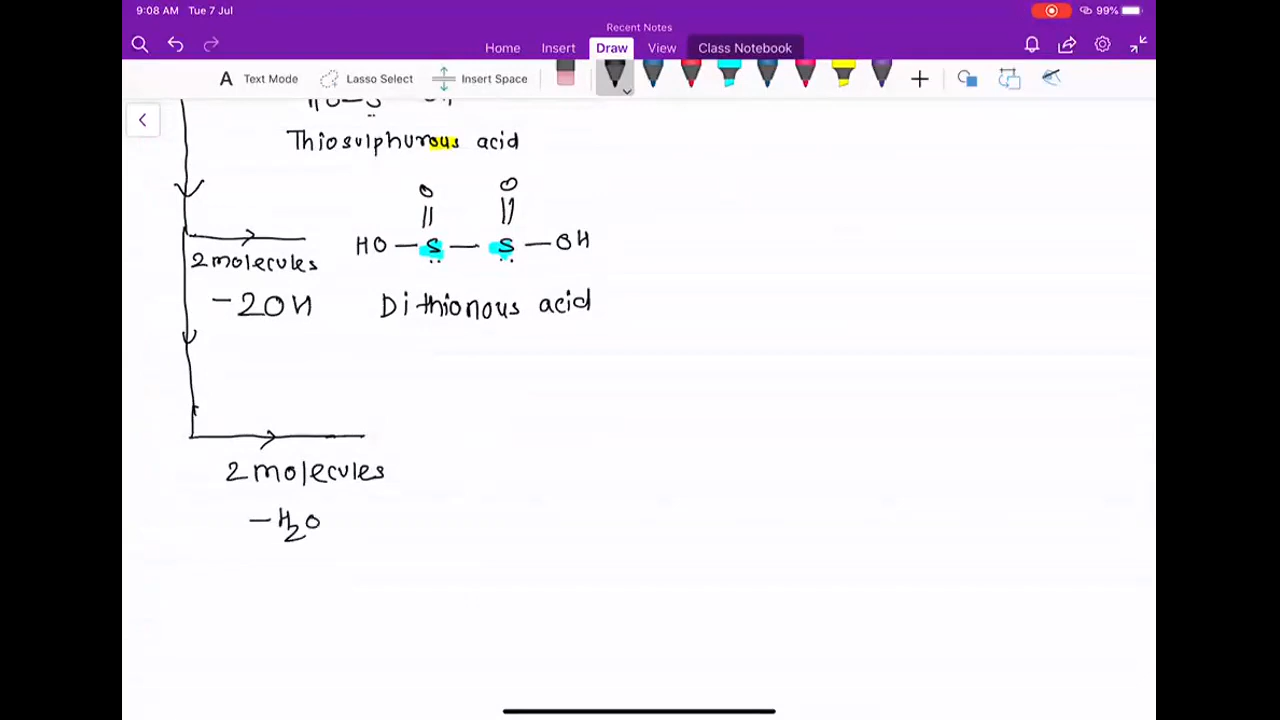 9:08 AM Tue 7 Jul
99%
Recent Notes
Home Insert Draw View Class Notebook
A Text Mode Lasso Select Insert Space
Thiosulphurous acid
O O
HO — S — S — OH
2 molecules
-2OH
Dithionous acid
2 molecules
-H2O